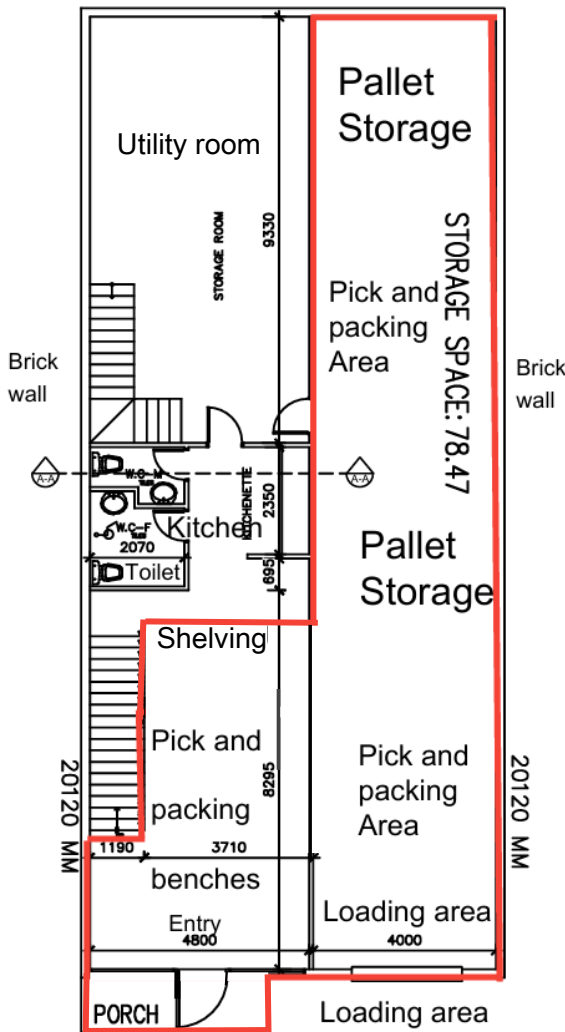 Pallet
Storage
Utility room
9330
STORAGE ROOM
STORAGE SPACE: 78.47
Pick and
packing
Area
Brick
wall
Brick
wall
A-A
W.C-M
KITCHENETTE
2350
A-A
W.C-F
Kitchen
2070
Toilet
695
Pallet
Storage
Shelving
Pick and
packing
benches
8295
Pick and
packing
Area
20120 MM
20120 MM
1190
3710
Entry
4800
Loading area
4000
PORCH
Loading area